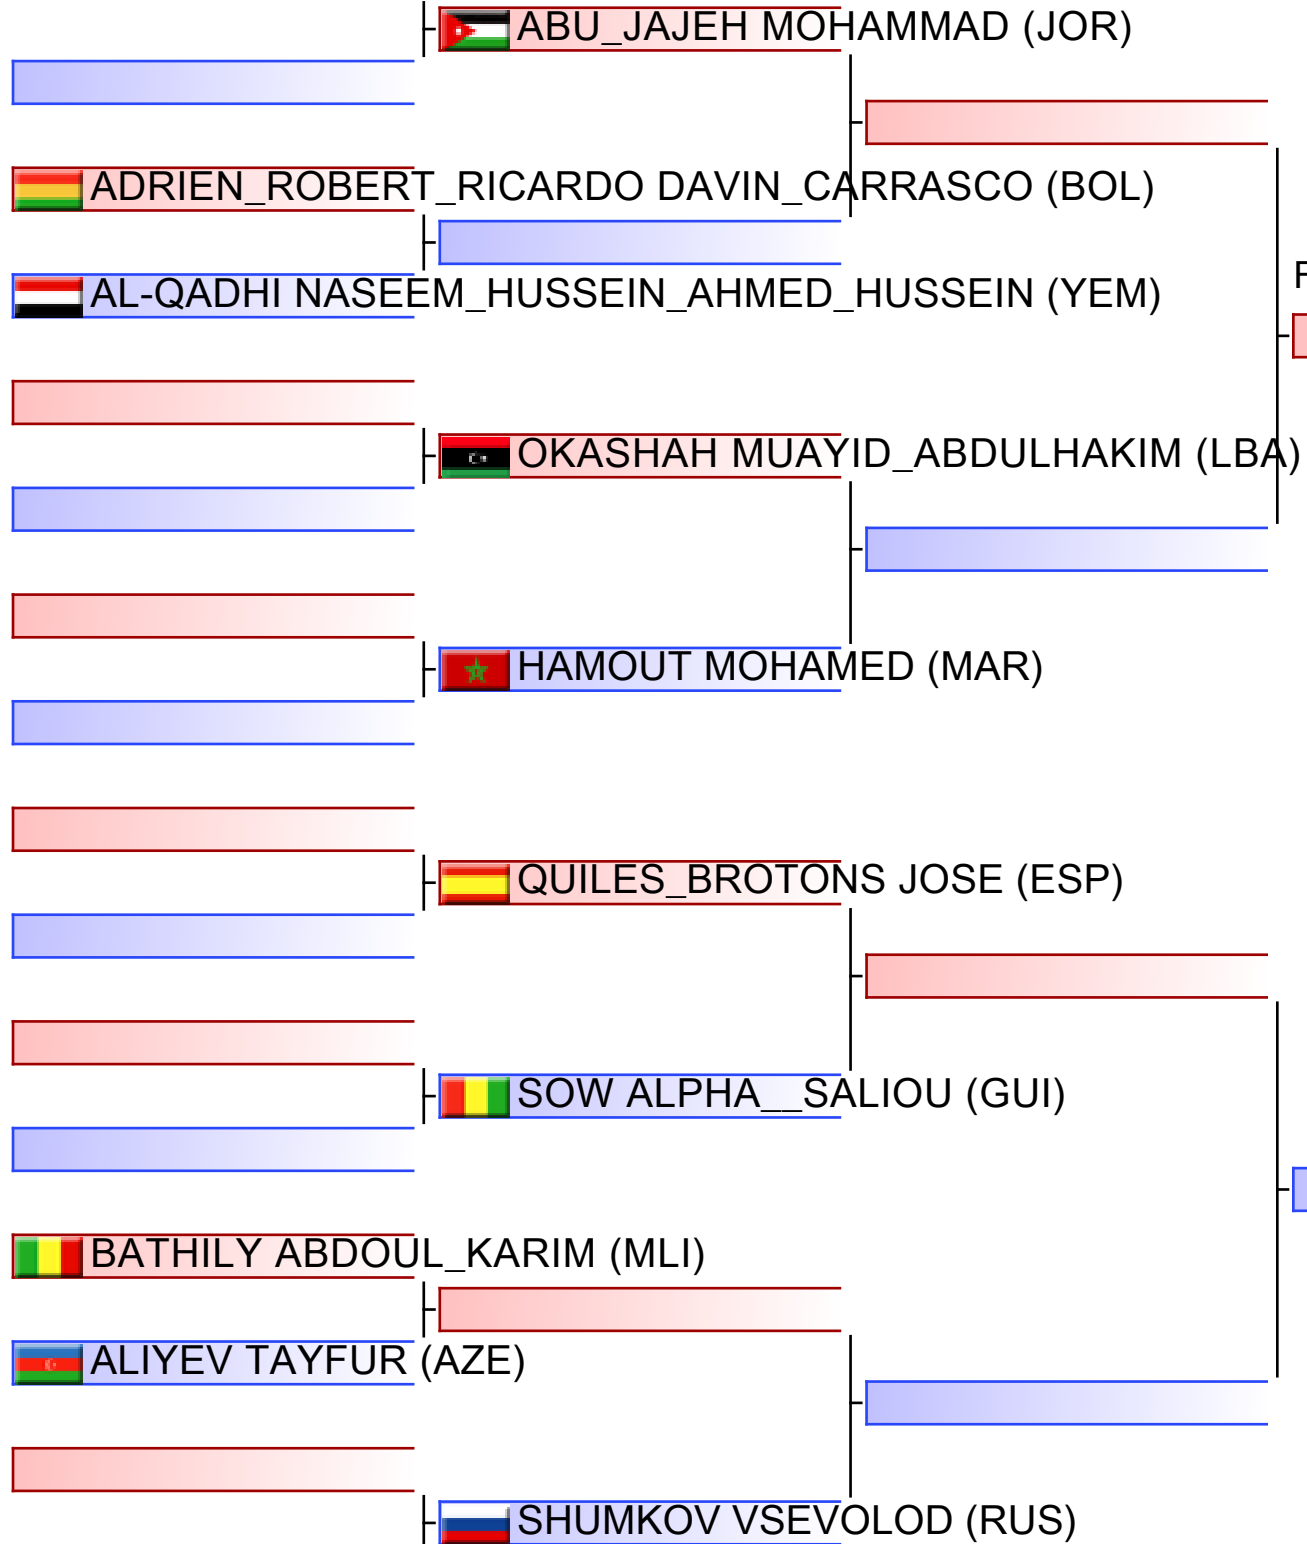 ABU_JAJEH MOHAMMAD (JOR)
ADRIEN_ROBERT_RICARDO DAVIN_CARRASCO (BOL)
AL-QADHI NASEEM_HUSSEIN_AHMED_HUSSEIN (YEM)
OKASHAH MUAYID_ABDULHAKIM (LBA)
HAMOUT MOHAMED (MAR)
QUILES_BROTONS JOSE (ESP)
SOW ALPHA__SALIOU (GUI)
BATHILY ABDOUL_KARIM (MLI)
ALIYEV TAYFUR (AZE)
SHUMKOV VSEVOLOD (RUS)